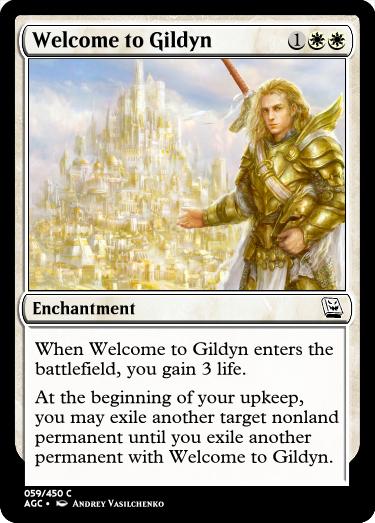 Welcome to Gildyn 1
Enchantment
When Welcome to Gildyn enters the
battlefield, you gain 3 life.
At the beginning of your upkeep,
you may exile another target nonland
permanent until you exile another
permanent with Welcome to Gildyn.
059/450 C
AGC • Andrey Vasilchenko